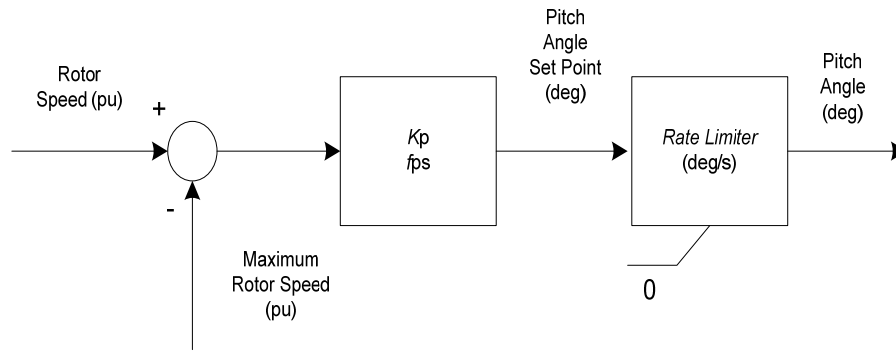 Rotor
Speed (pu)
+
-
Maximum
Rotor Speed
(pu)
Kp
fps
Pitch
Angle
Set Point
(deg)
Rate Limiter
(deg/s)
0
Pitch
Angle
(deg)